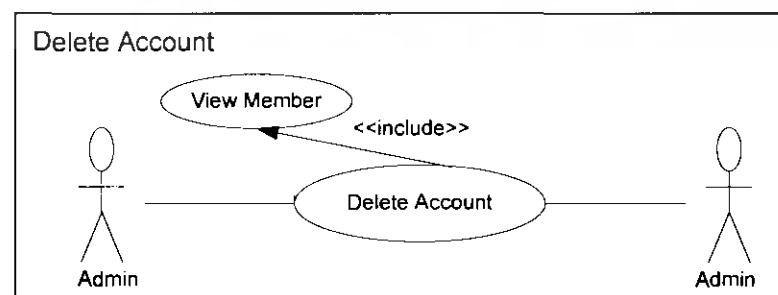 Delete Account
View Member
<<include>>
Delete Account
Admin
Admin